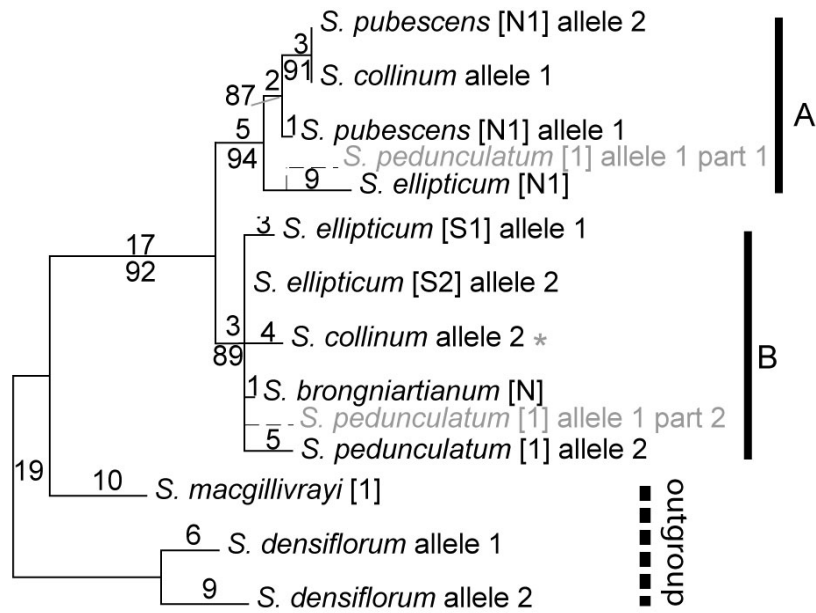 S. pubescens [N1] allele 2
3
91
S. collinum allele 1
2
87
A
5
94
1
S. pubescens [N1] allele 1
S. pedunculatum [1] allele 1 part 1
9
S. ellipticum [N1]
3
S. ellipticum [S1] allele 1
17
92
S. ellipticum [S2] allele 2
3
89
4
S. collinum allele 2 *
B
1
S. brongniartianum [N]
S. pedunculatum [1] allele 1 part 2
5
S. pedunculatum [1] allele 2
19
10
S. macgillivrayi [1]
outgroup
6
S. densiflorum allele 1
9
S. densiflorum allele 2